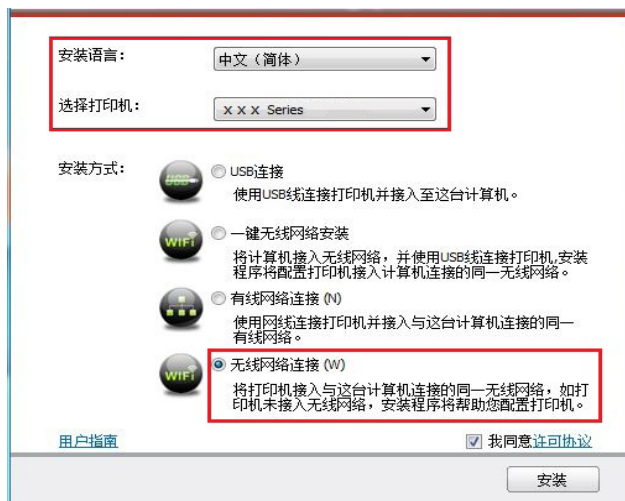 安装语言： 中文（简体）
选择打印机： X X X Series
安装方式：
USB USB连接
使用USB线连接打印机并接入至这台计算机。
WiFi 一键无线网络安装
将计算机接入无线网络，并使用USB线连接打印机,安装
程序将配置打印机接入计算机连接的同一无线网络。
有线网络连接 (N)
使用网线连接打印机并接入与这台计算机连接的同一
有线网络。
WiFi 无线网络连接 (W)
将打印机接入与这台计算机连接的同一无线网络，如打
印机未接入无线网络，安装程序将帮助您配置打印机。
用户指南 我同意许可协议
安装